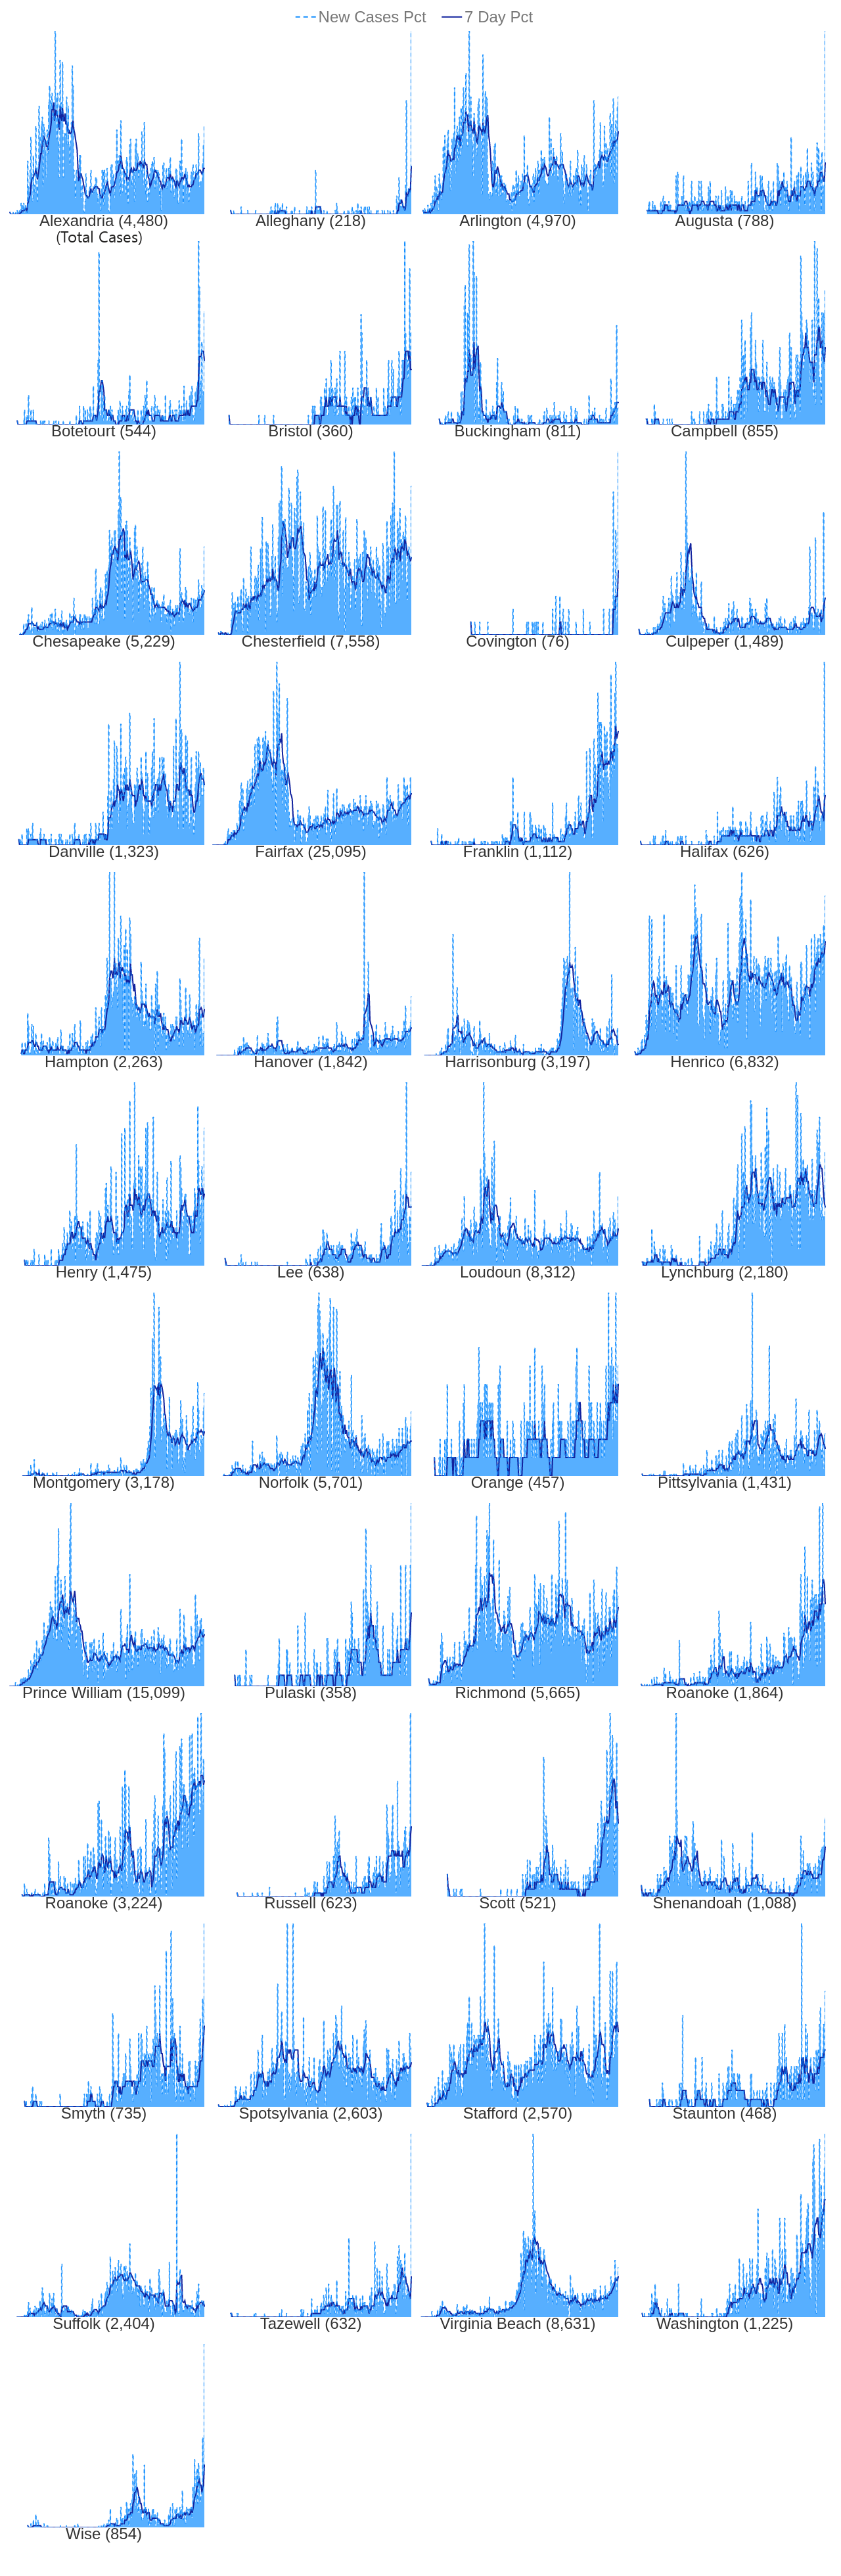 New Cases Pct 7 Day Pct
Alexandria (4,480) Alleghany (218) Arlington (4,970) Augusta (788)
(Total Cases)
Botetourt (544) Bristol (360) Buckingham (811) Campbell (855)
Chesapeake (5,229) Chesterfield (7,558) Covington (76) Culpeper (1,489)
Danville (1,323) Fairfax (25,095) Franklin (1,112) Halifax (626)
Hampton (2,263) Hanover (1,842) Harrisonburg (3,197) Henrico (6,832)
Henry (1,475) Lee (638) Loudoun (8,312) Lynchburg (2,180)
Montgomery (3,178) Norfolk (5,701) Orange (457) Pittsylvania (1,431)
Prince William (15,099) Pulaski (358) Richmond (5,665) Roanoke (1,864)
Roanoke (3,224) Russell (623) Scott (521) Shenandoah (1,088)
Smyth (735) Spotsylvania (2,603) Stafford (2,570) Staunton (468)
Suffolk (2,404) Tazewell (632) Virginia Beach (8,631) Washington (1,225)
Wise (854)